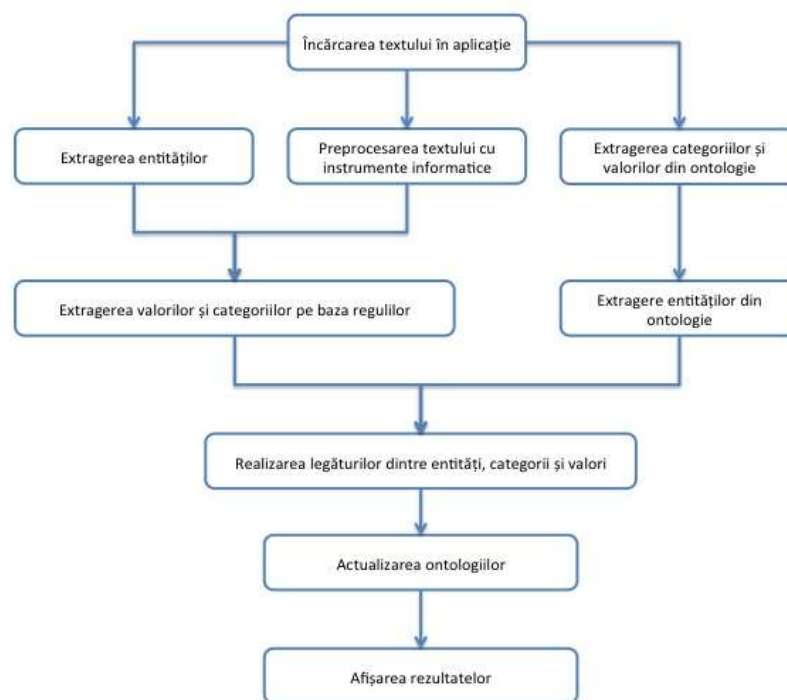 Încărcarea textului în aplicație
Extragerea entităților
Preprocesarea textului cu
instrumente informatice
Extragerea categoriilor și
valorilor din ontologie
Extragerea valorilor și categoriilor pe baza regulilor
Extragere entităților din
ontologie
Realizarea legăturilor dintre entități, categorii și valori
Actualizarea ontologiilor
Afișarea rezultatelor